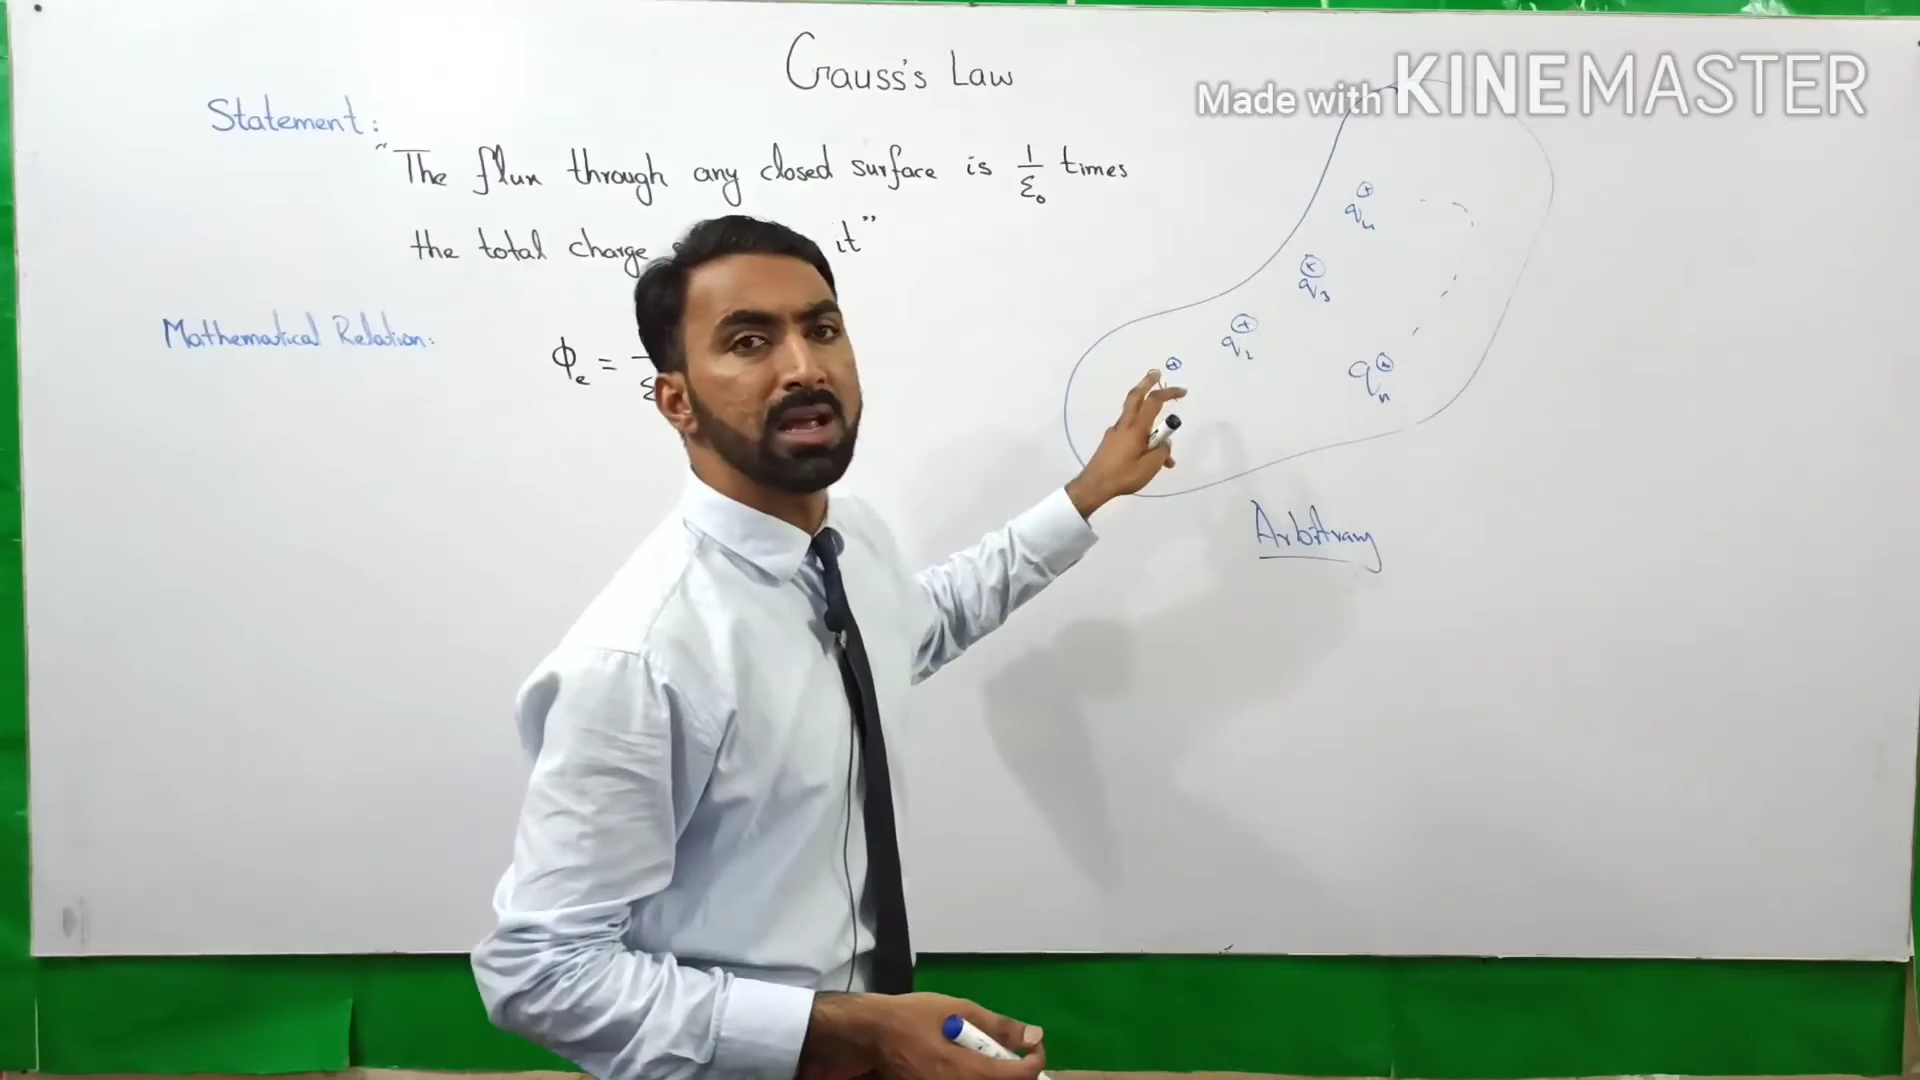 Gauss's Law
Made with KINEMASTER
Statement:
"The flux through any closed surface is 1/ε₀ times
the total charge it"
Mathematical Relation:
ϕₑ =
q₄
q₃
q₂
qₙ
Arbitrary